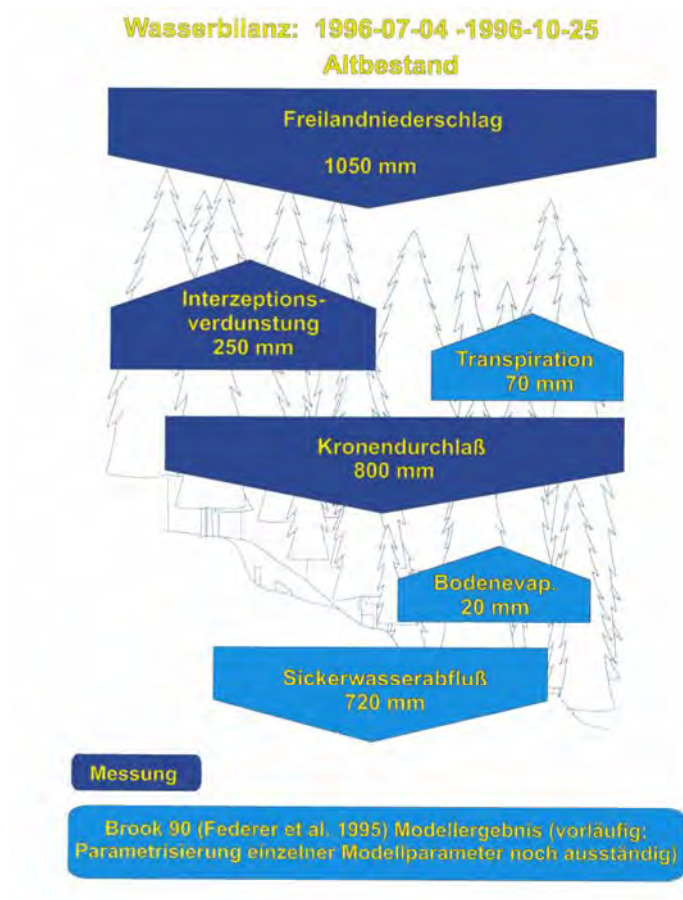 Wasserbilanz: 1996-07-04 -1996-10-25
Altbestand
Freilandniederschlag
1050 mm
Interzeptions-
verdunstung
250 mm
Transpiration
70 mm
Kronendurchlaß
800 mm
Bodenevap.
20 mm
Sickerwasserabfluß
720 mm
Messung
Brook 90 (Federer et al. 1995) Modellergebnis (vorläufig:
Parametrisierung einzelner Modellparameter noch ausständig)